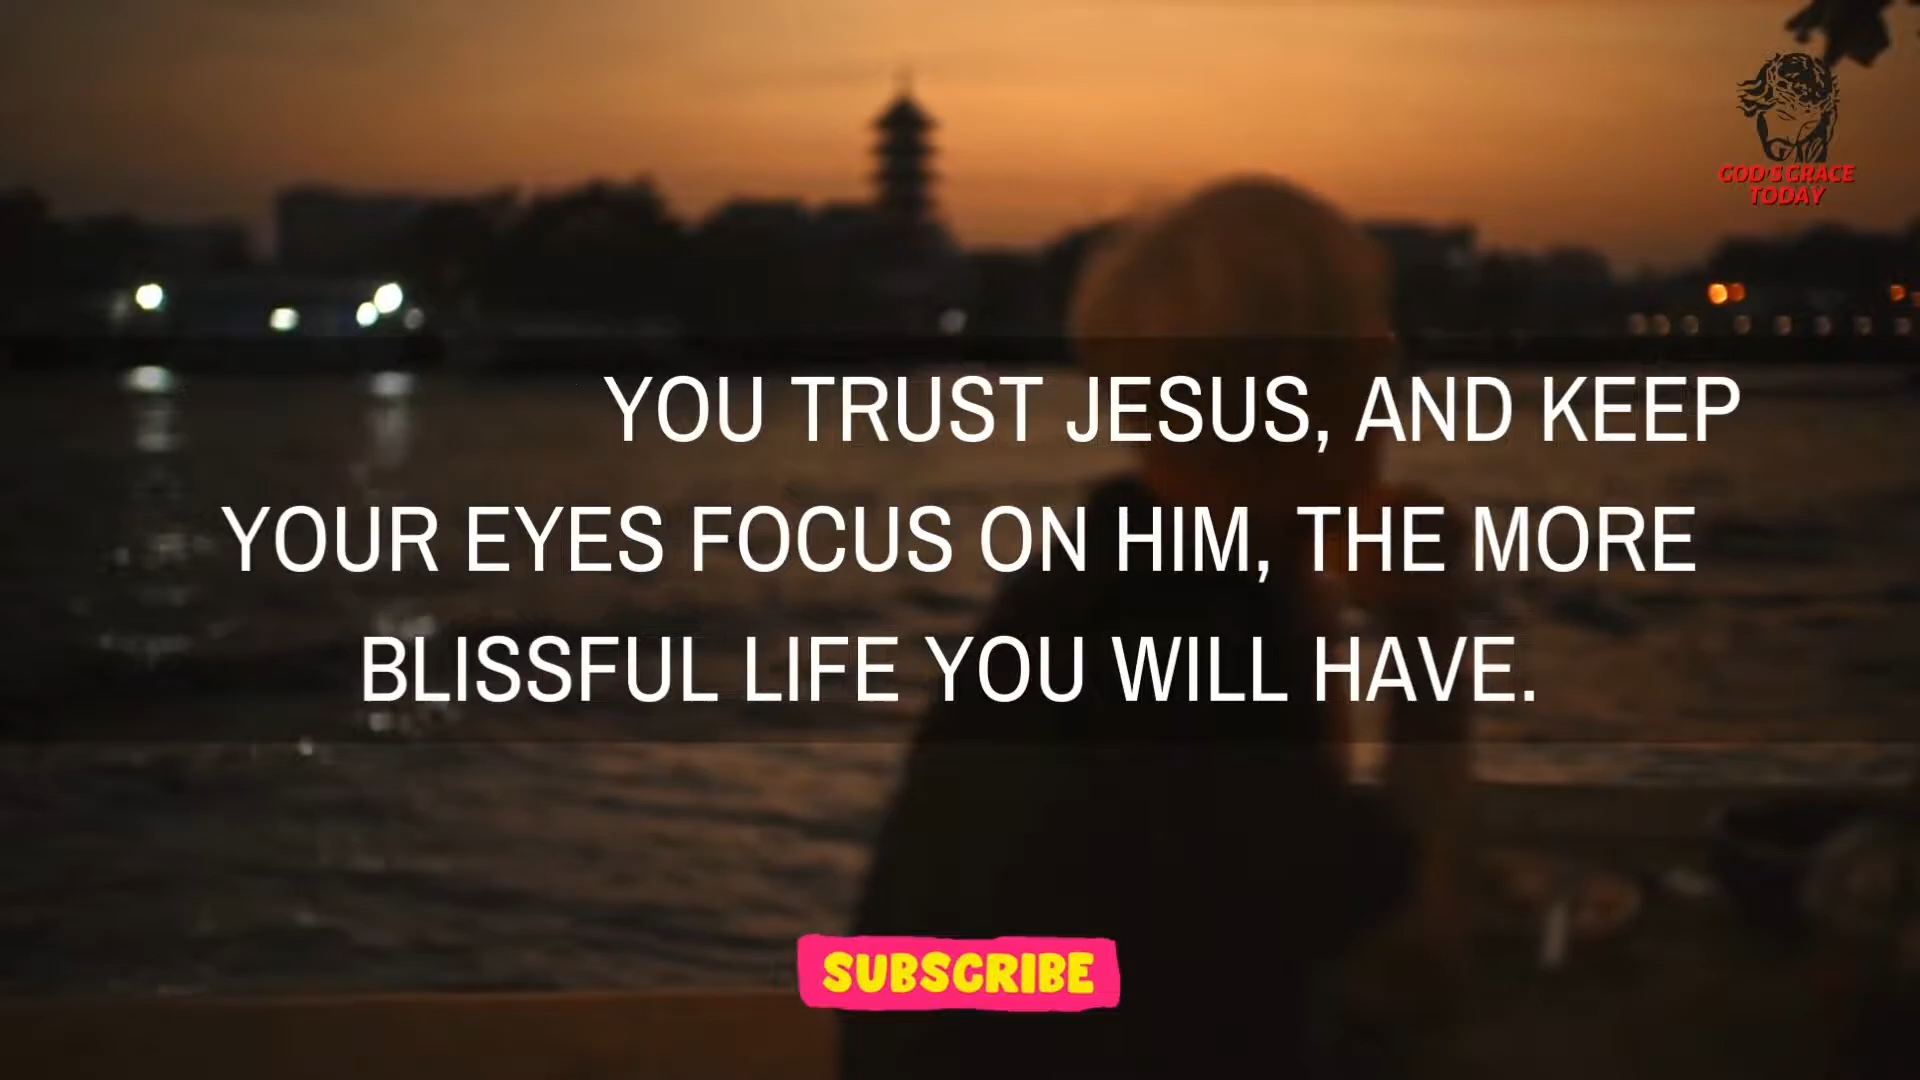 GOD'S GRACE
TODAY
YOU TRUST JESUS, AND KEEP
YOUR EYES FOCUS ON HIM, THE MORE
BLISSFUL LIFE YOU WILL HAVE.
SUBSCRIBE